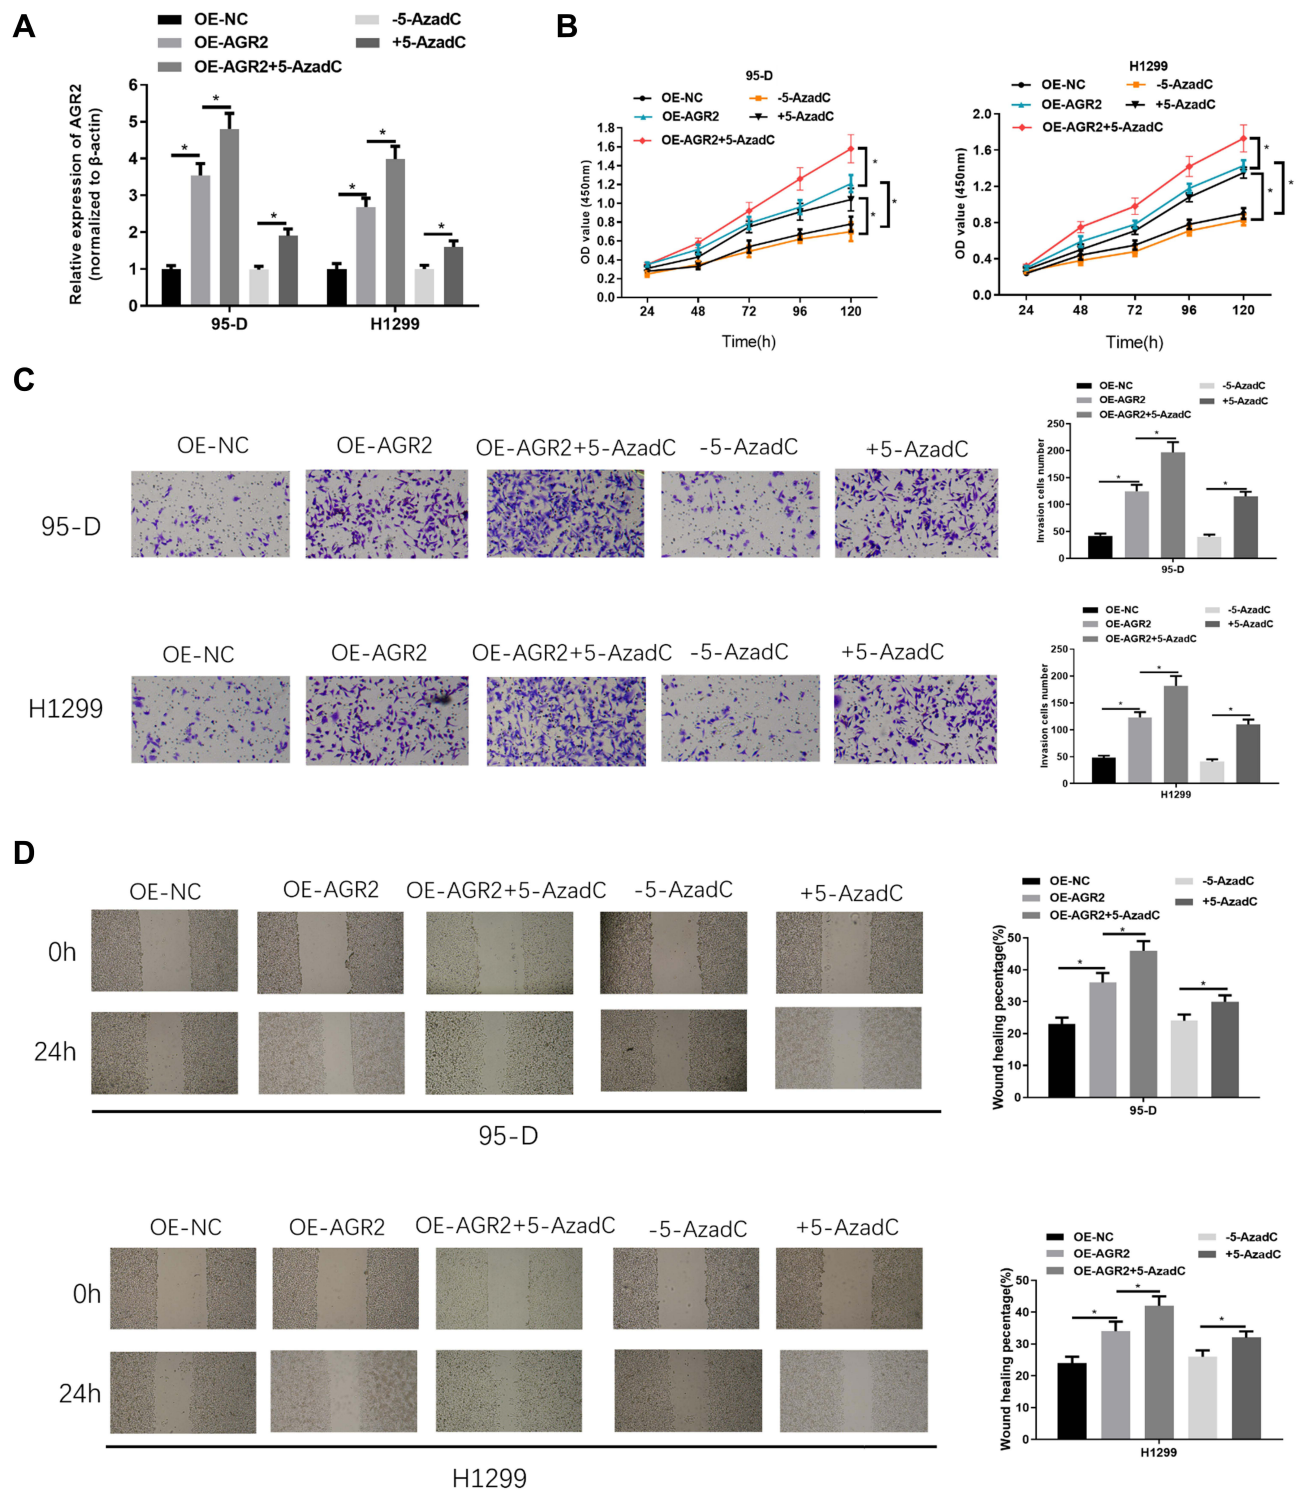 A
OE-NC
OE-AGR2
OE-AGR2+5-AzadC
-5-AzadC
+5-AzadC
Relative expression of AGR2
(normalized to β-actin)
6
5
4
3
2
1
0
* * * * * *
95-D
H1299
B
95-D
OE-NC
OE-AGR2
OE-AGR2+5-AzadC
-5-AzadC
+5-AzadC
OD value (450nm)
1.8
1.6
1.4
1.2
1.0
0.8
0.6
0.4
0.2
0.0
* * *
24 48 72 96 120
Time(h)
H1299
OE-NC
OE-AGR2
OE-AGR2+5-AzadC
-5-AzadC
+5-AzadC
OD value (450nm)
2.0
1.6
1.2
0.8
0.4
0.0
* * *
24 48 72 96 120
Time(h)
C
OE-NC OE-AGR2 OE-AGR2+5-AzadC -5-AzadC +5-AzadC
95-D
OE-NC
OE-AGR2
OE-AGR2+5-AzadC
-5-AzadC
+5-AzadC
Invasion cells number
250
200
150
100
50
0
* * *
95-D
OE-NC OE-AGR2 OE-AGR2+5-AzadC -5-AzadC +5-AzadC
H1299
OE-NC
OE-AGR2
OE-AGR2+5-AzadC
-5-AzadC
+5-AzadC
Invasion cells number
250
200
150
100
50
0
* * *
H1299
D
OE-NC OE-AGR2 OE-AGR2+5-AzadC -5-AzadC +5-AzadC
0h
24h
95-D
OE-NC
OE-AGR2
OE-AGR2+5-AzadC
-5-AzadC
+5-AzadC
Wound healing pecentage(%)
50
40
30
20
10
0
* * *
95-D
OE-NC OE-AGR2 OE-AGR2+5-AzadC -5-AzadC +5-AzadC
0h
24h
H1299
OE-NC
OE-AGR2
OE-AGR2+5-AzadC
-5-AzadC
+5-AzadC
Wound healing pecentage(%)
50
40
30
20
10
0
* * *
H1299